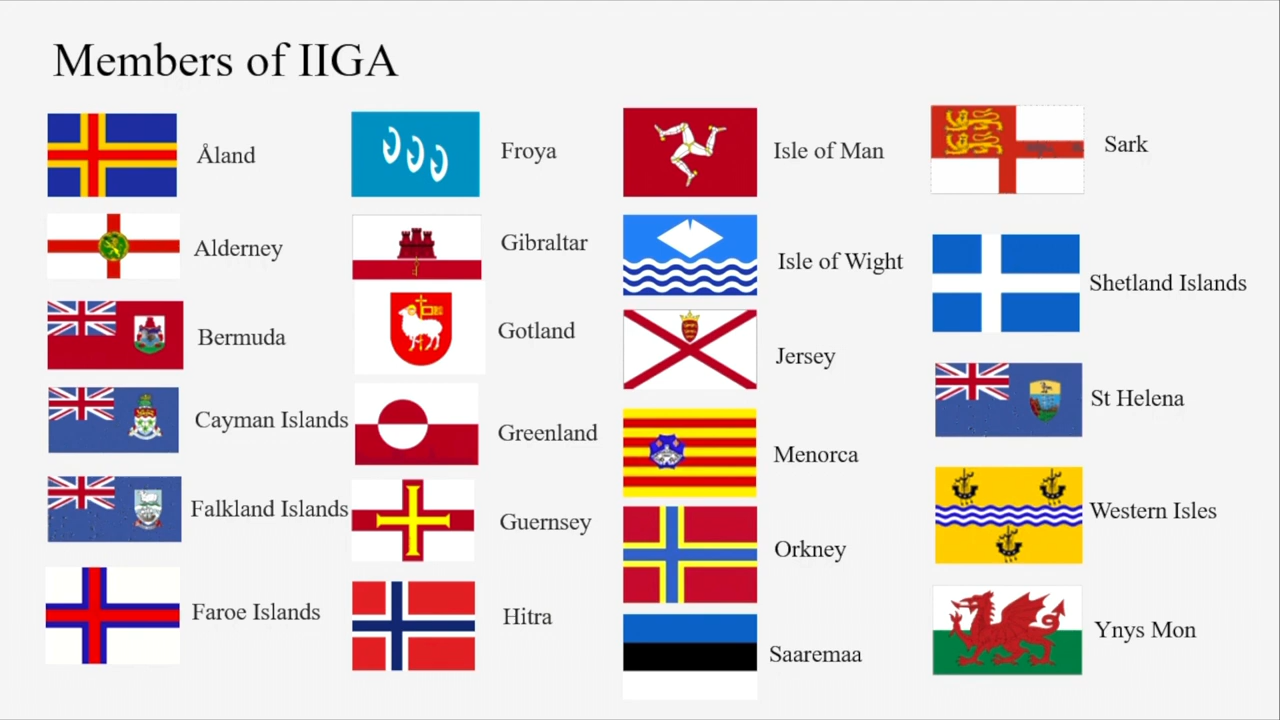 Members of IIGA
Åland
Alderney
Bermuda
Cayman Islands
Falkland Islands
Faroe Islands
Froya
Gibraltar
Gotland
Greenland
Guernsey
Hitra
Isle of Man
Isle of Wight
Jersey
Menorca
Orkney
Saaremaa
Sark
Shetland Islands
St Helena
Western Isles
Ynys Mon